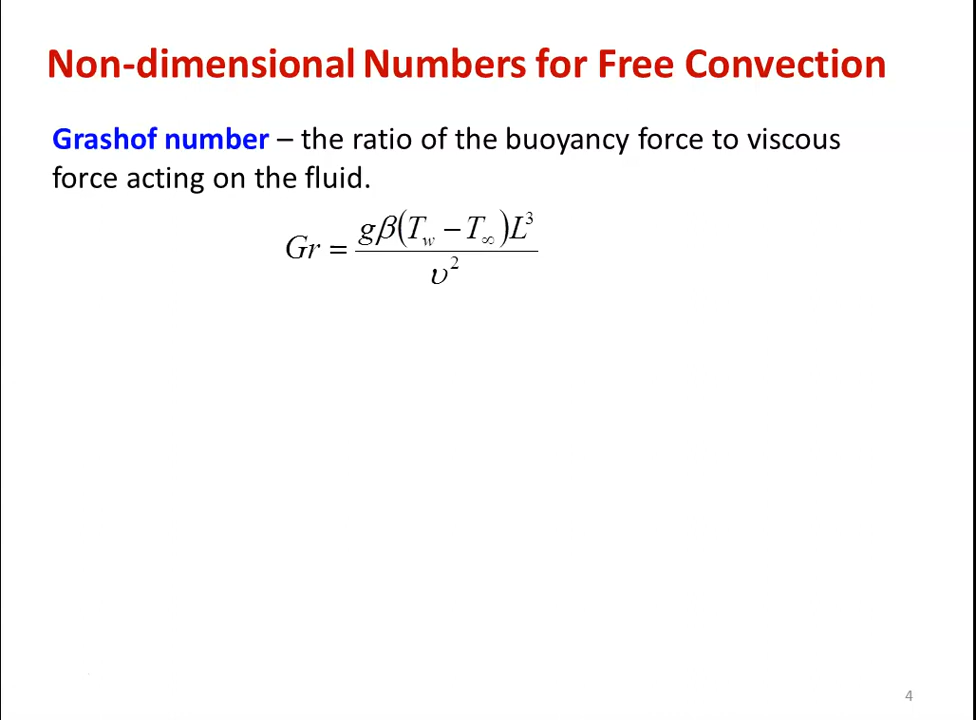 Non-dimensional Numbers for Free Convection
Grashof number – the ratio of the buoyancy force to viscous
force acting on the fluid.
Gr = gβ(T_w − T_∞)L³ / υ²
4